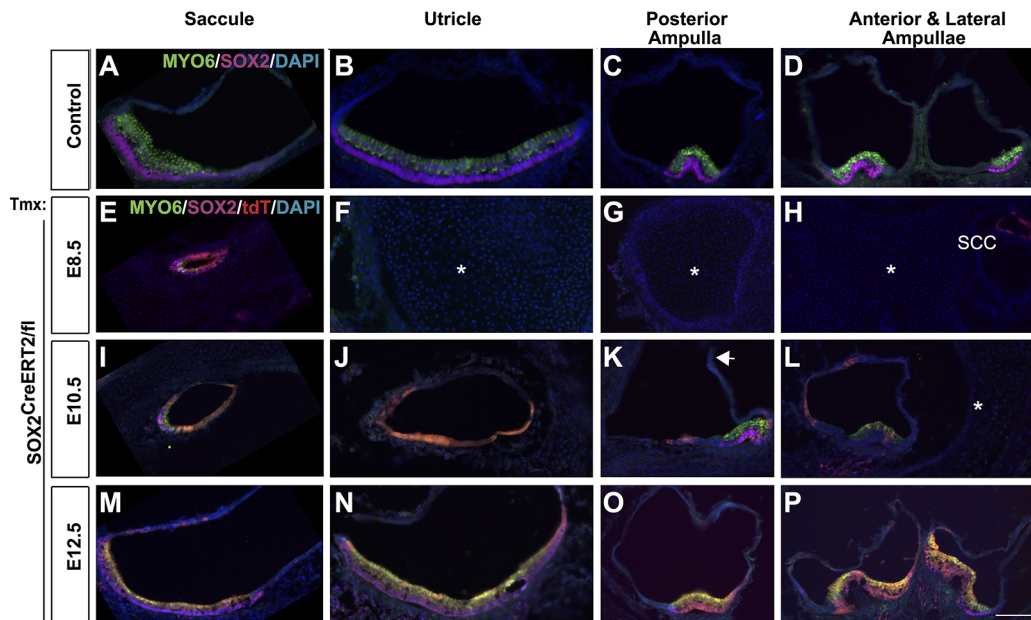 Saccule Utricle Posterior Ampulla Anterior & Lateral Ampullae
Control
A MYO6/SOX2/DAPI B C D
Tmx:
SOX2CreERT2/fl
E8.5
E MYO6/SOX2/tdT/DAPI F * G * H * SCC
E10.5
I J K L *
E12.5
M N O P